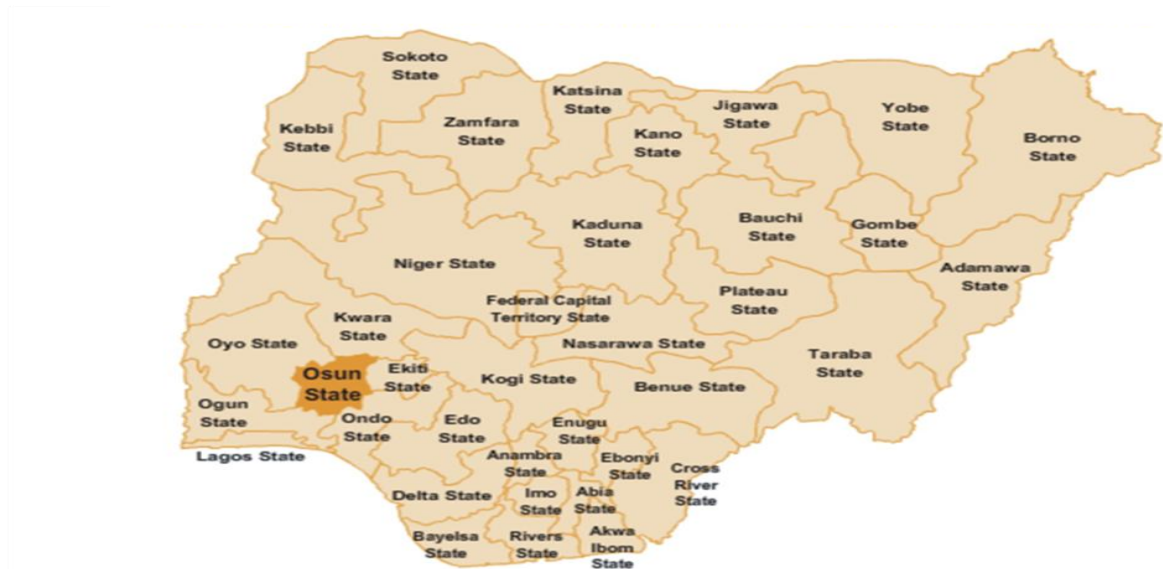 Sokoto
State
Katsina
State
Jigawa
State
Yobe
State
Kebbi
State
Zamfara
State
Kano
State
Borno
State
Kaduna
State
Bauchi
State
Gombe
State
Niger State
Adamawa
State
Federal Capital
Territory State
Plateau
State
Kwara
State
Oyo State
Nasarawa State
Taraba
State
Osun
State
Ekiti
State
Kogi State
Benue State
Ogun
State
Ondo
State
Edo
State
Enugu
State
Lagos State
Anambra
State
Ebonyi
State
Cross
River
State
Delta State
Imo
State
Abia
State
Bayelsa
State
Rivers
State
Akwa
Ibom
State